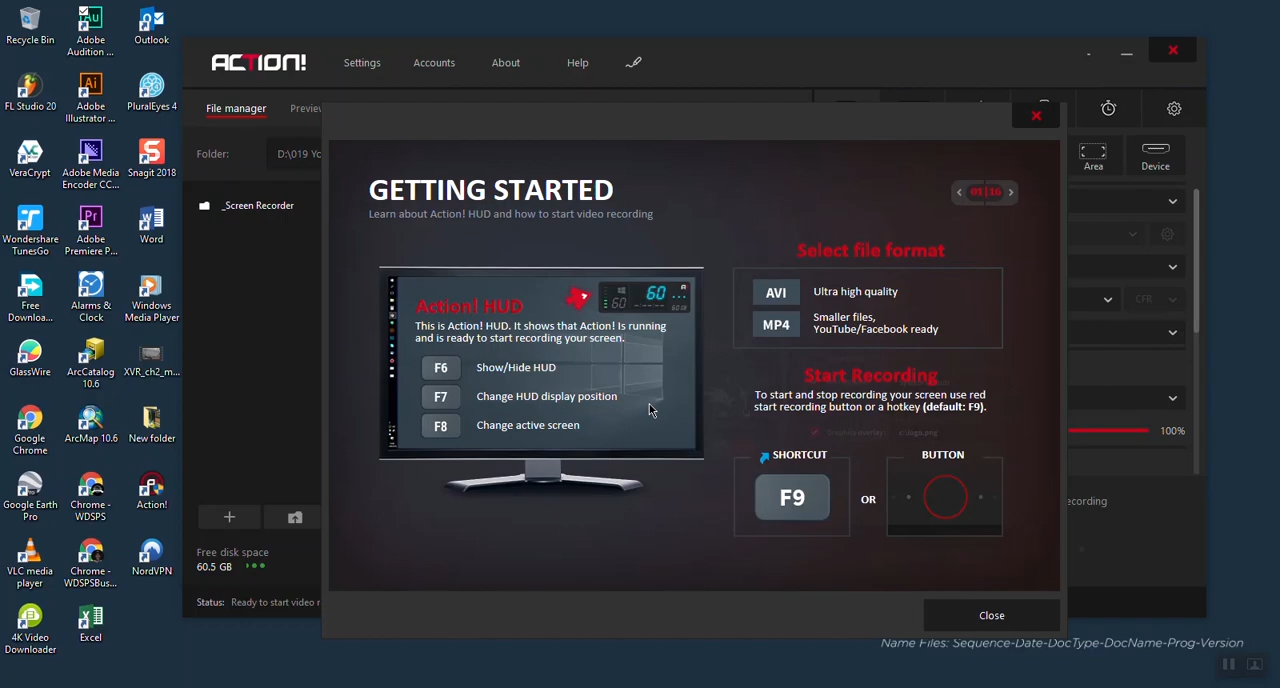 Recycle Bin
Adobe
Audition ...
Outlook
FL Studio 20
Adobe
Illustrator ...
PluralEyes 4
VeraCrypt
Adobe Media
Encoder CC...
Snagit 2018
Wondershare
TunesGo
Adobe
Premiere P...
Word
Free
Downloa...
Alarms &
Clock
Windows
Media Player
GlassWire
ArcCatalog
10.6
XVR_ch2_m...
Google
Chrome
ArcMap 10.6
New folder
Google Earth
Pro
Chrome -
WDSPS
Action!
VLC media
player
Chrome -
WDSPSBus...
NordVPN
4K Video
Downloader
Excel
ACTION!
Settings
Accounts
About
Help
File manager
Preview
Folder:
D:\019 Yo
_Screen Recorder
Free disk space
60.5 GB
Status: Ready to start video r
GETTING STARTED
Learn about Action! HUD and how to start video recording
01|16
Action! HUD
This is Action! HUD. It shows that Action! Is running
and is ready to start recording your screen.
F6 Show/Hide HUD
F7 Change HUD display position
F8 Change active screen
60
60
Select file format
AVI Ultra high quality
MP4 Smaller files,
YouTube/Facebook ready
Start Recording
To start and stop recording your screen use red
start recording button or a hotkey (default: F9).
SHORTCUT
F9
OR
BUTTON
Close
Area
Device
CFR
100%
ecording
Name Files: Sequence-Date-DocType-DocName-Prog-Version